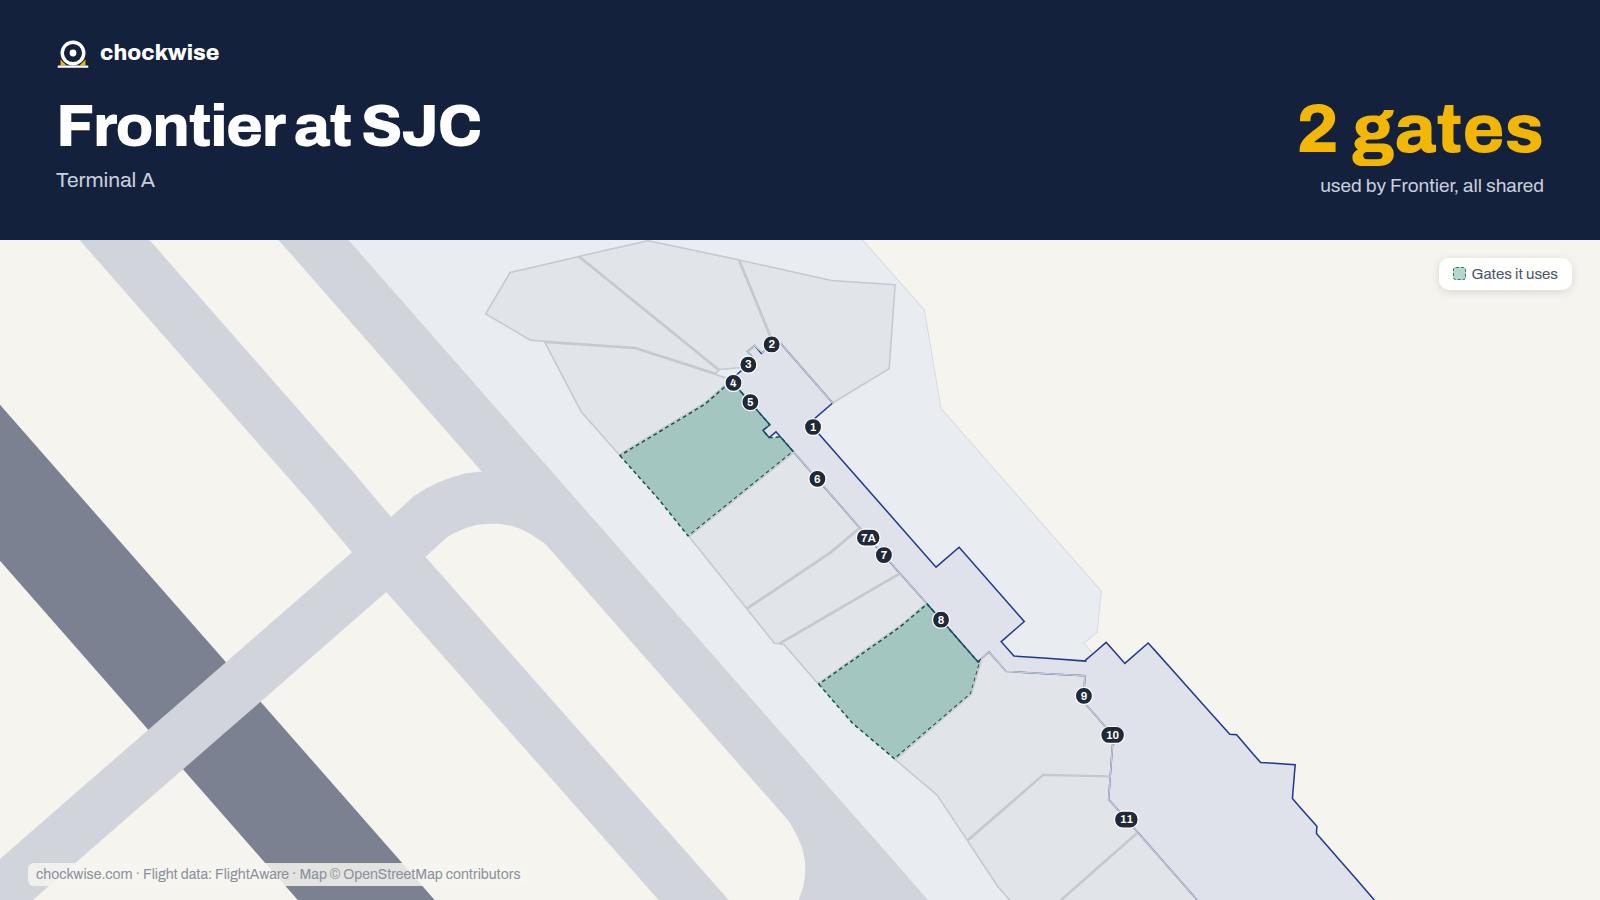 chockwise
Frontier at SJC
Terminal A
2 gates
used by Frontier, all shared
Gates it uses
2
3
4
5
1
6
7A
7
8
9
10
11
chockwise.com · Flight data: FlightAware · Map © OpenStreetMap contributors